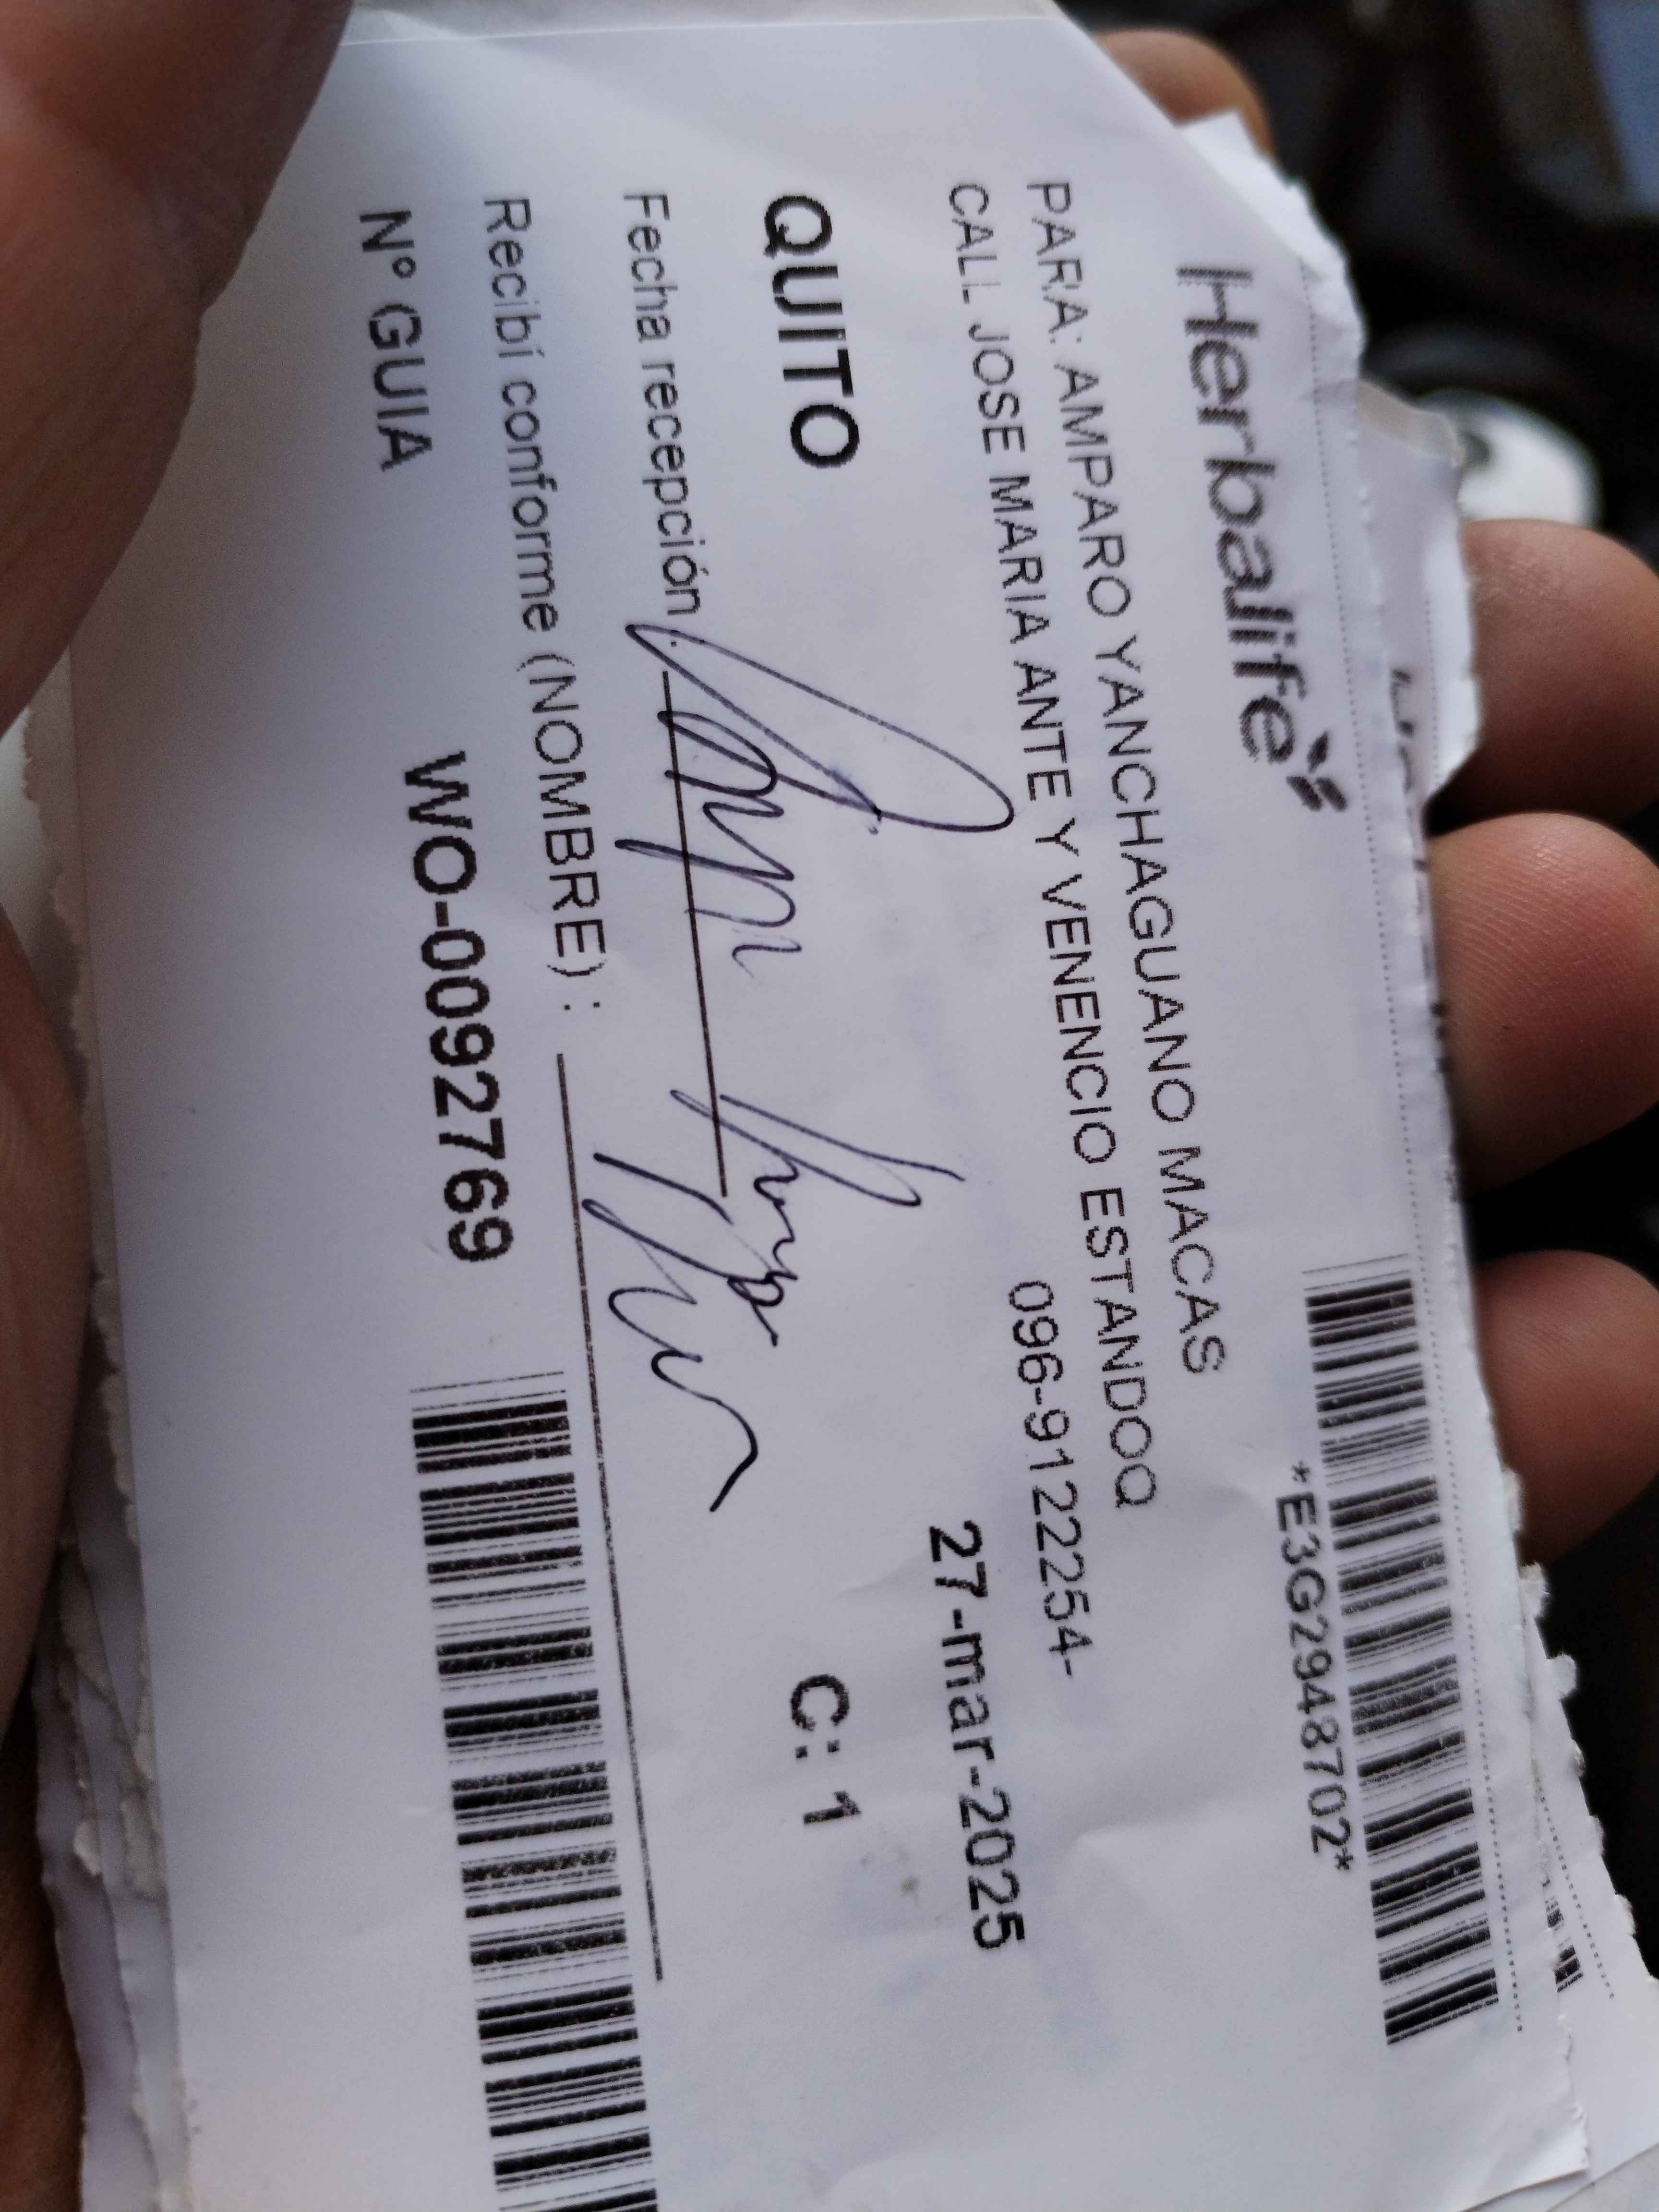 Herbalife
*E3G2948702*
PARA: AMPARO YANCHAGUANO MACAS
CALL JOSE MARIA ANTE Y VENENCIO ESTANDOQ
096-9122254-
27-mar-2025
QUITO C: 1
Fecha recepción:
Recibí conforme (NOMBRE) :
N° GUIA WO-0092769